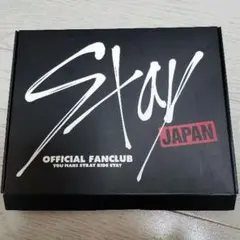 Stay
JAPAN
OFFICIAL FANCLUB
YOU MAKE STRAY KIDS STAY